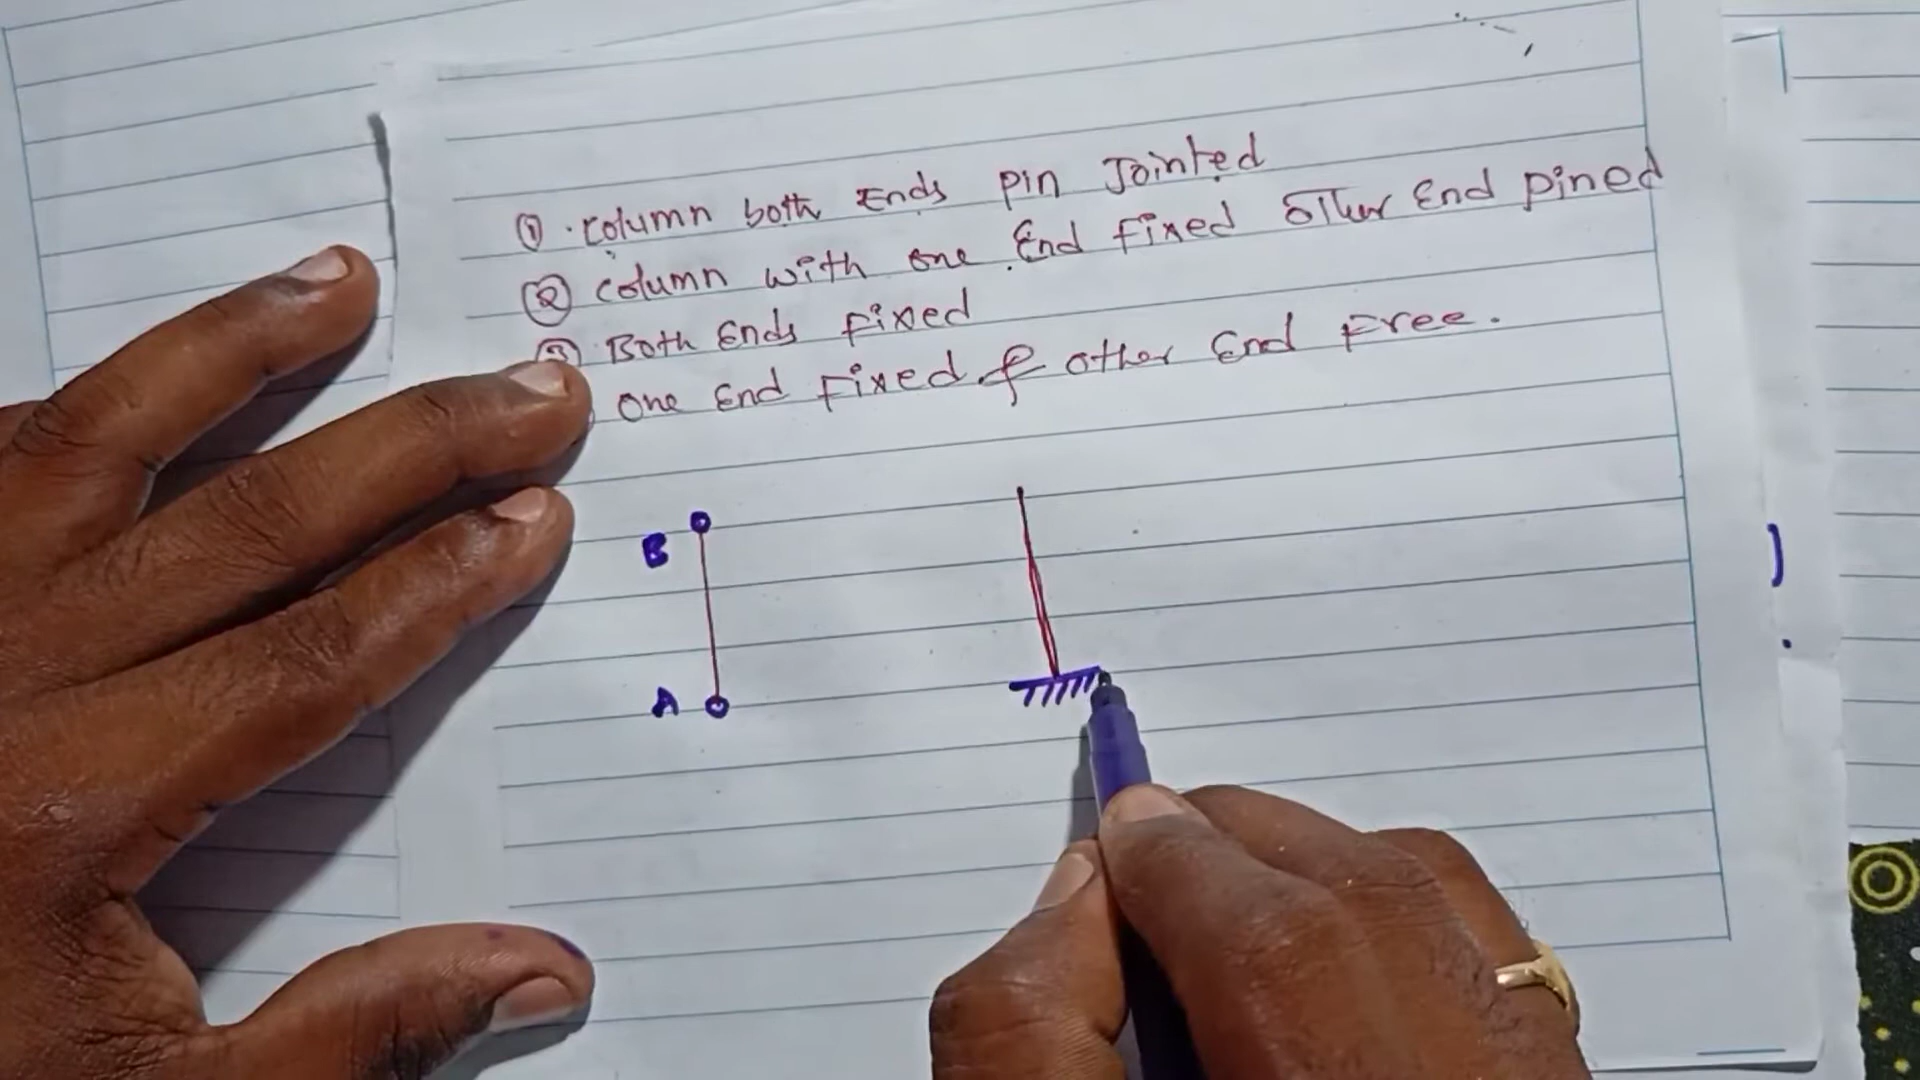 ① column both Ends pin Jointed
② column with one End fixed other End pined
③ Both Ends fixed
One End Fixed & other End Free.
B
A